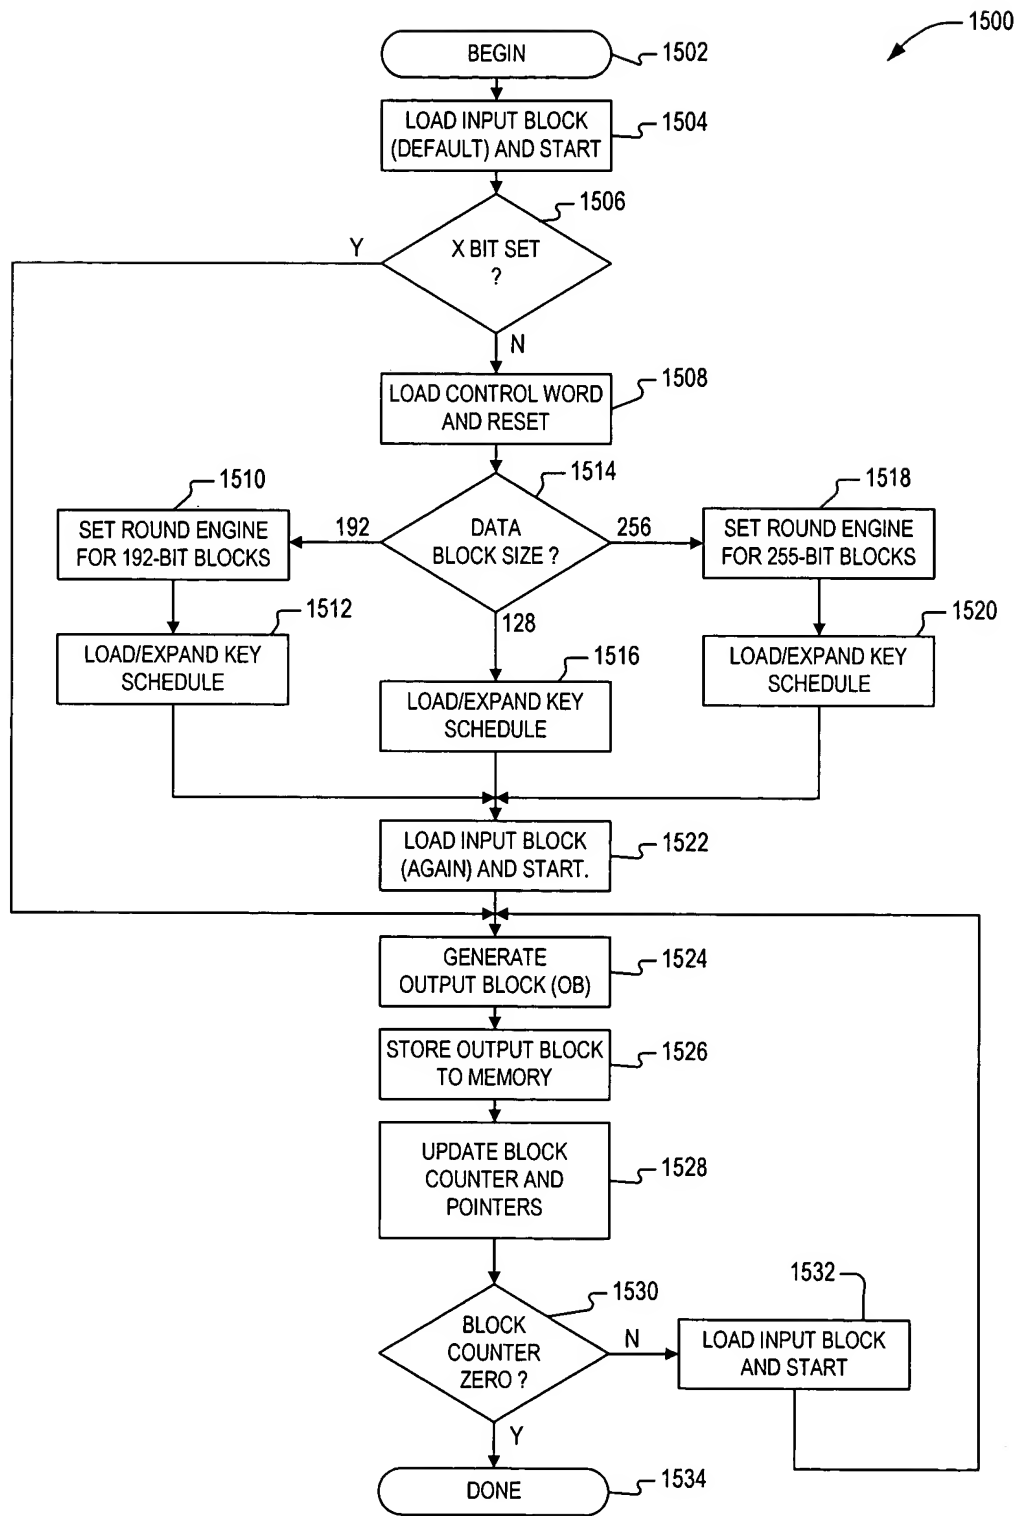 1500
BEGIN
1502
LOAD INPUT BLOCK
(DEFAULT) AND START
1504
1506
X BIT SET
?
Y
N
LOAD CONTROL WORD
AND RESET
1508
1510
SET ROUND ENGINE
FOR 192-BIT BLOCKS
192
1514
DATA
BLOCK SIZE ?
256
1518
SET ROUND ENGINE
FOR 255-BIT BLOCKS
128
1512
LOAD/EXPAND KEY
SCHEDULE
1516
LOAD/EXPAND KEY
SCHEDULE
1520
LOAD/EXPAND KEY
SCHEDULE
LOAD INPUT BLOCK
(AGAIN) AND START.
1522
GENERATE
OUTPUT BLOCK (OB)
1524
STORE OUTPUT BLOCK
TO MEMORY
1526
UPDATE BLOCK
COUNTER AND
POINTERS
1528
1530
BLOCK
COUNTER
ZERO ?
N
1532
LOAD INPUT BLOCK
AND START
Y
DONE
1534